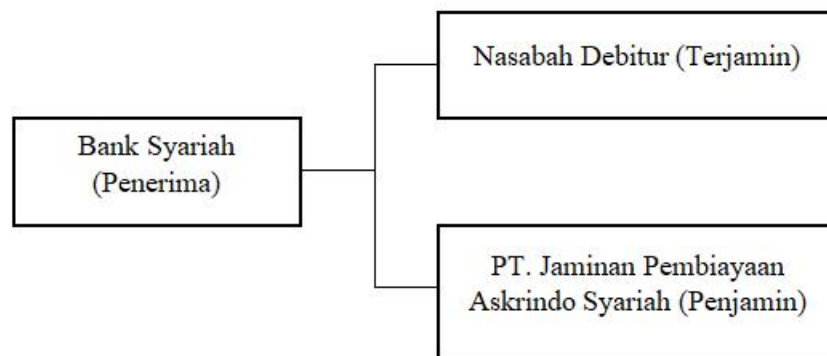 Nasabah Debitur (Terjamin)
Bank Syariah
(Penerima)
PT. Jaminan Pembiayaan
Askrindo Syariah (Penjamin)